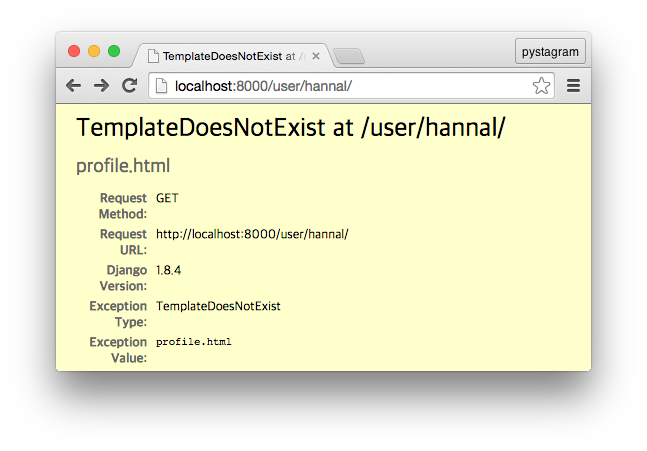 TemplateDoesNotExist at /
pystagram
localhost:8000/user/hannal/
TemplateDoesNotExist at /user/hannal/
profile.html
Request Method: GET
Request URL: http://localhost:8000/user/hannal/
Django Version: 1.8.4
Exception Type: TemplateDoesNotExist
Exception Value: profile.html